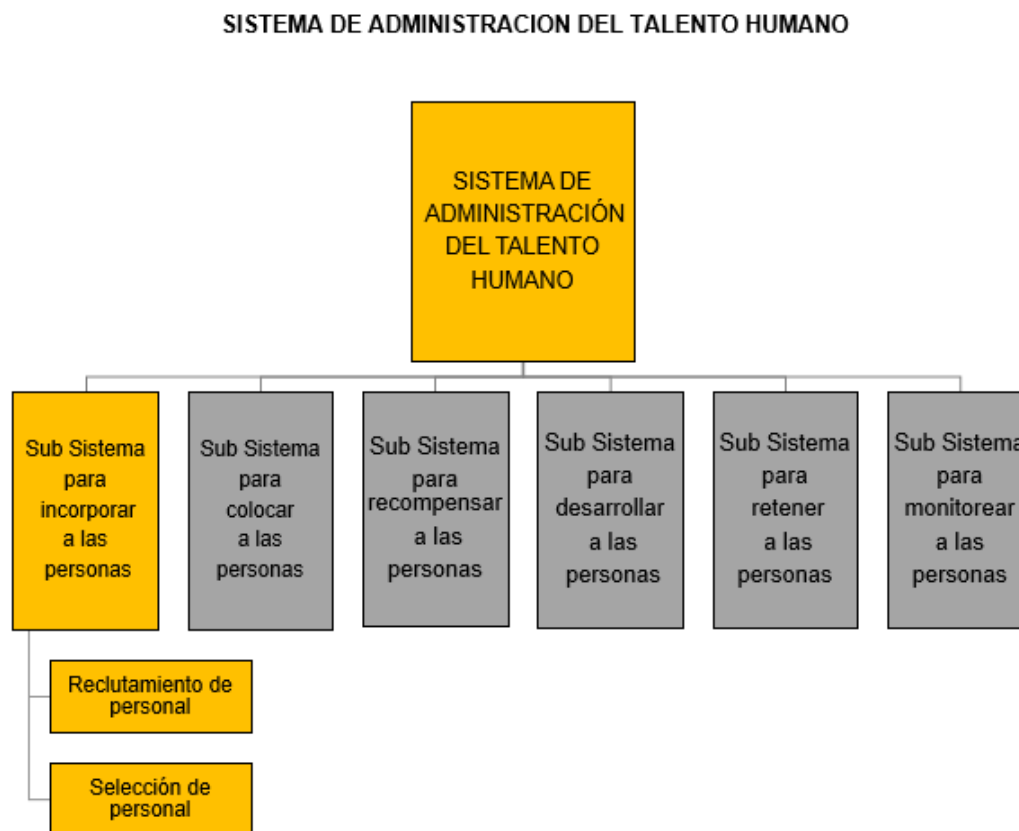 SISTEMA DE ADMINISTRACION DEL TALENTO HUMANO
SISTEMA DE
ADMINISTRACIÓN
DEL TALENTO
HUMANO
Sub Sistema
para
incorporar
a las
personas
Sub Sistema
para
colocar
a las
personas
Sub Sistema
para
recompensar
a las
personas
Sub Sistema
para
desarrollar
a las
personas
Sub Sistema
para
retener
a las
personas
Sub Sistema
para
monitorear
a las
personas
Reclutamiento de
personal
Selección de
personal